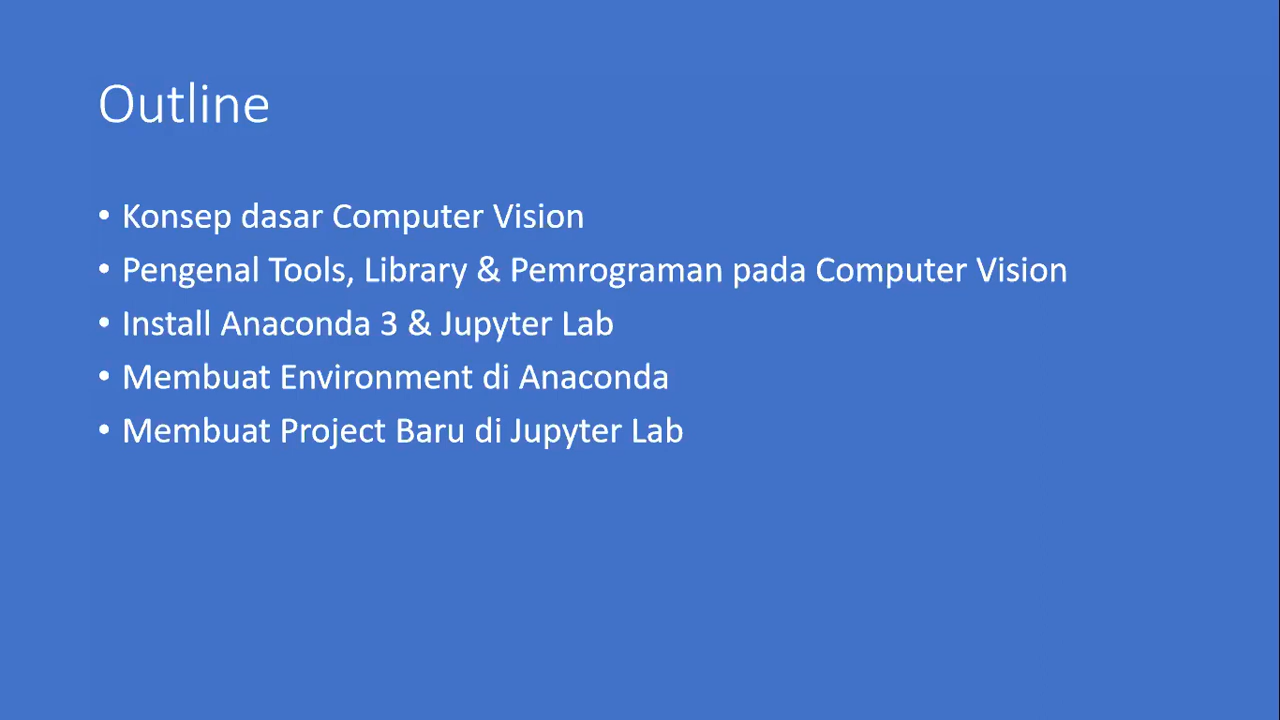 Outline
• Konsep dasar Computer Vision
• Pengenal Tools, Library & Pemrograman pada Computer Vision
• Install Anaconda 3 & Jupyter Lab
• Membuat Environment di Anaconda
• Membuat Project Baru di Jupyter Lab